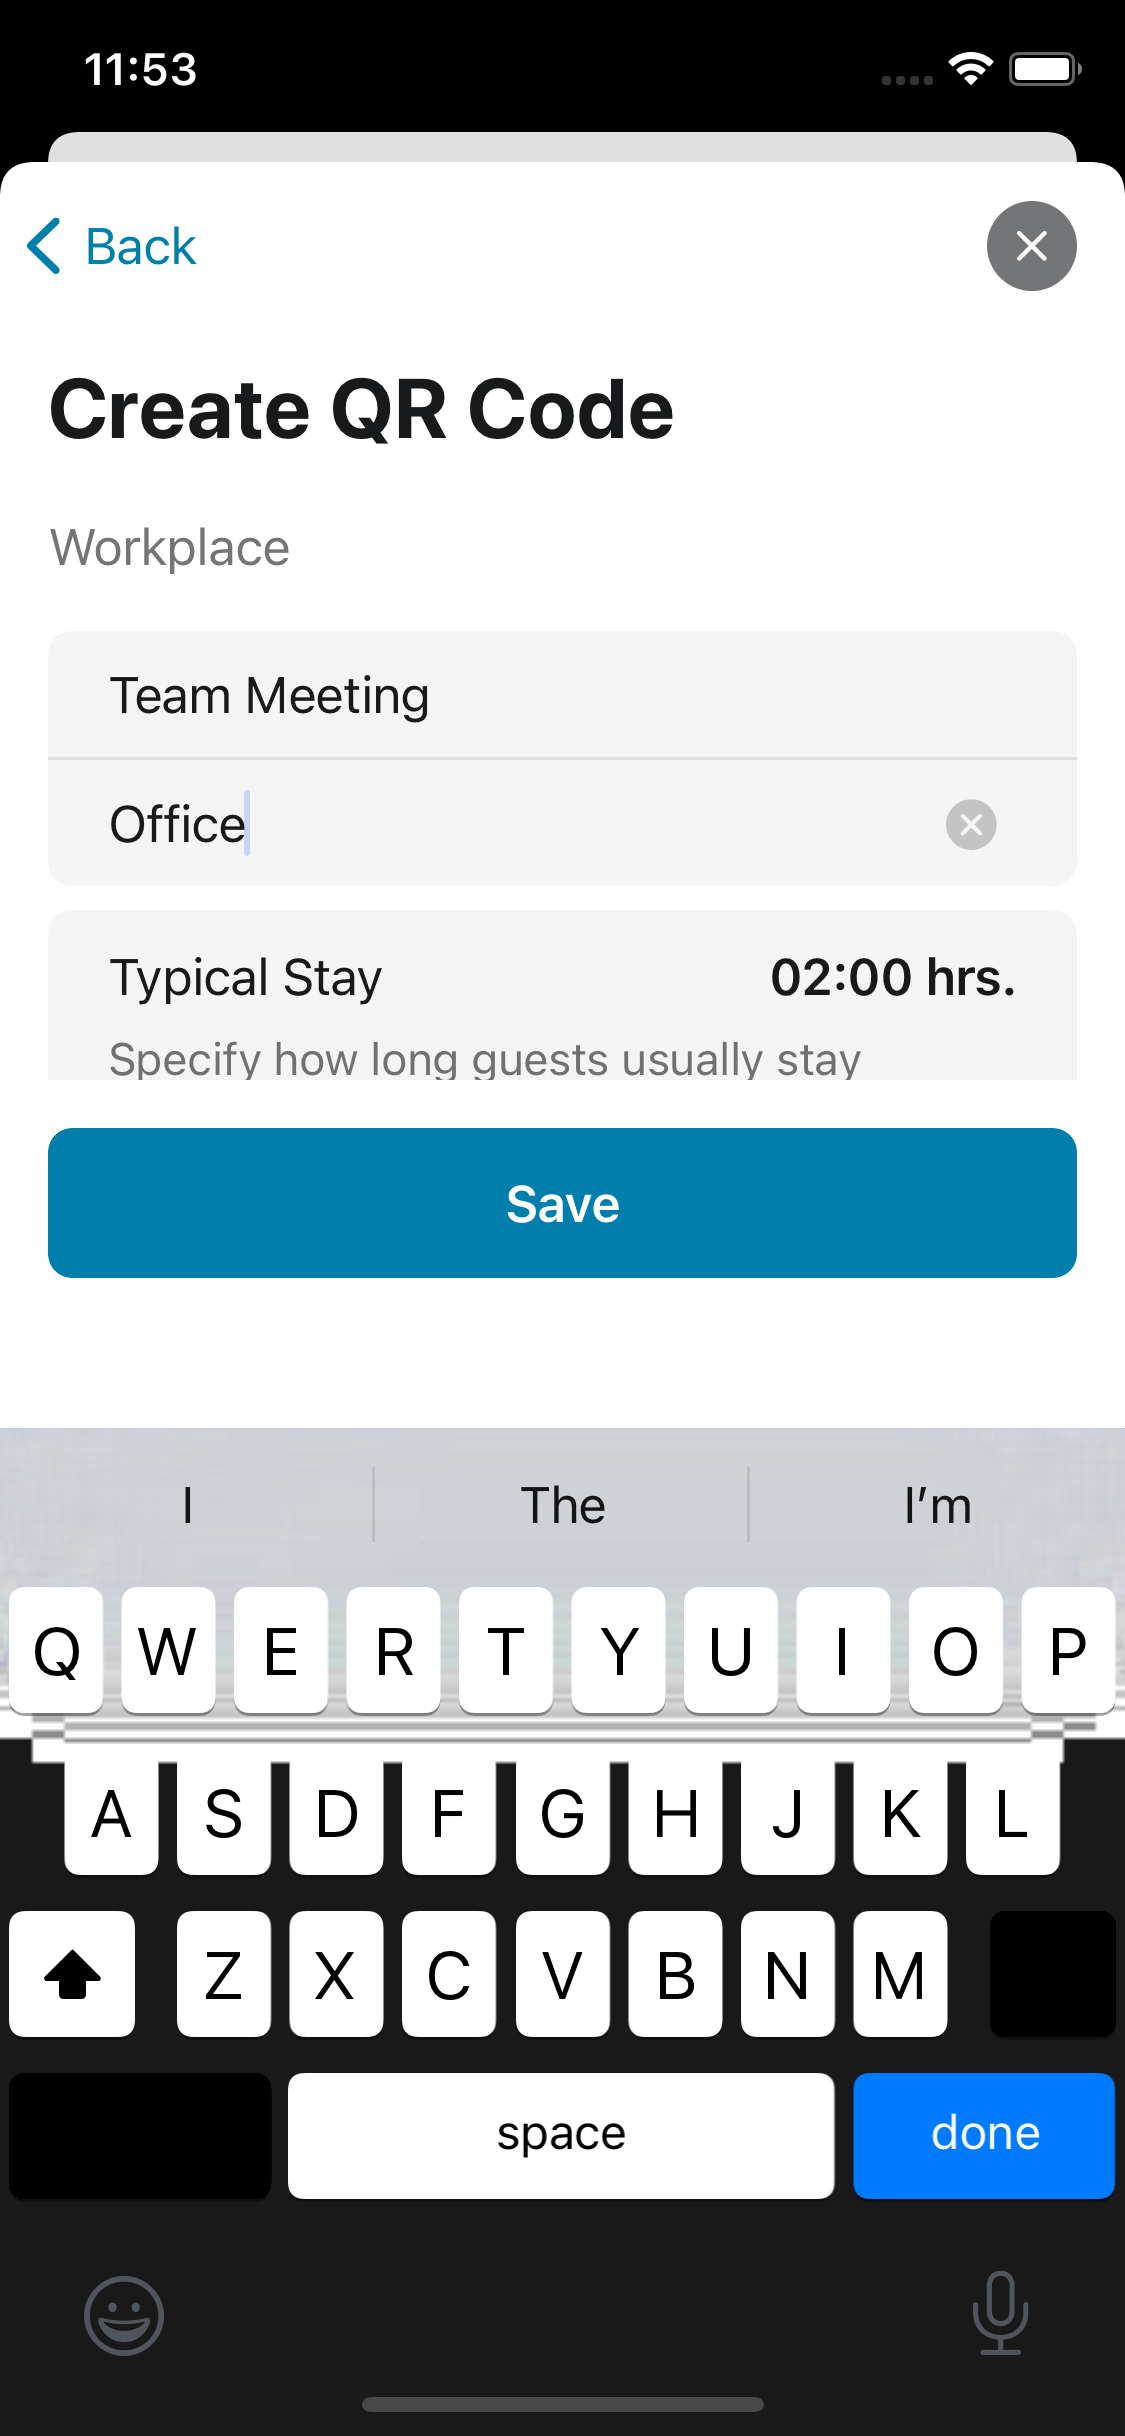 11:53
Back
Create QR Code
Workplace
Team Meeting
Office
Typical Stay 02:00 hrs.
Specify how long guests usually stay
Save
I The I’m
Q W E R T Y U I O P
A S D F G H J K L
Z X C V B N M
space done